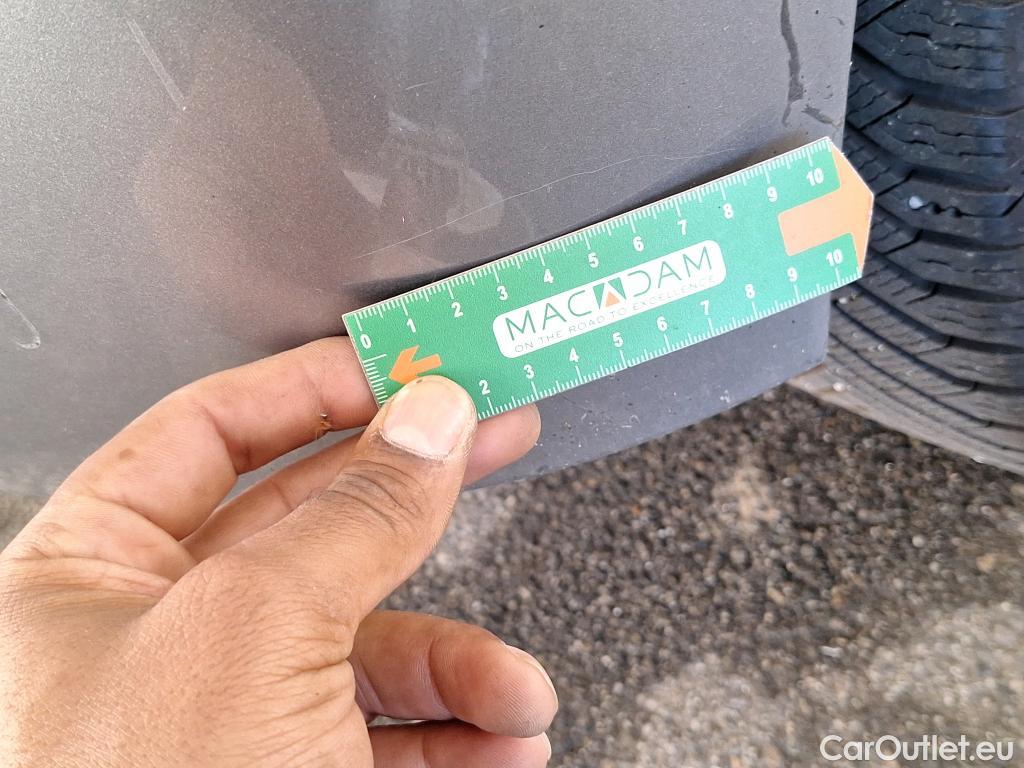 0 1 2 3 4 5 6 7 8 9 10
MACADAM
ON THE ROAD TO EXCELLENCE
2 3 4 5 6 7 8 9 10
CarOutlet.eu